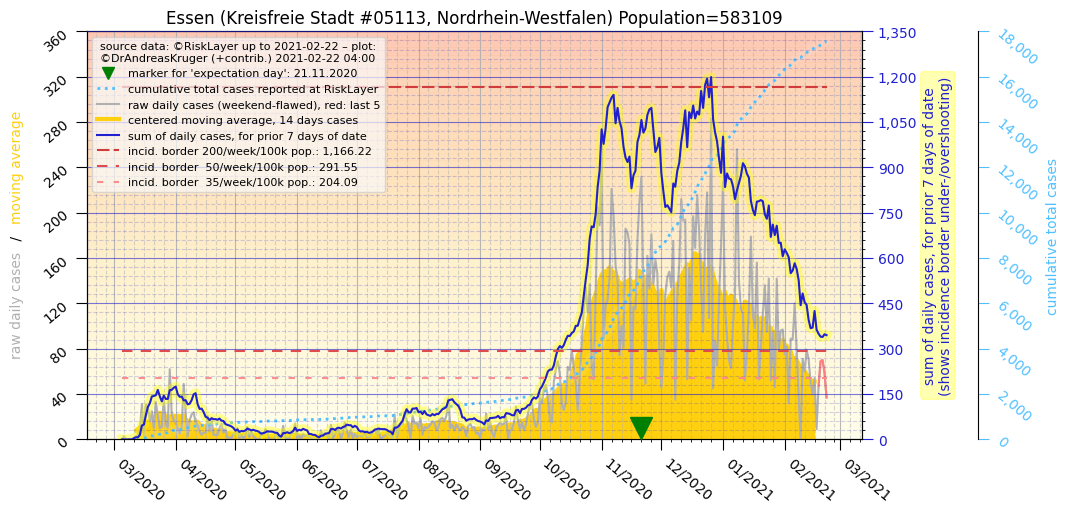 Essen (Kreisfreie Stadt #05113, Nordrhein-Westfalen) Population=583109
source data: ©RiskLayer up to 2021-02-22 – plot:
©DrAndreasKruger (+contrib.) 2021-02-22 04:00
marker for 'expectation day': 21.11.2020
cumulative total cases reported at RiskLayer
raw daily cases (weekend-flawed), red: last 5
centered moving average, 14 days cases
sum of daily cases, for prior 7 days of date
incid. border 200/week/100k pop.: 1,166.22
incid. border  50/week/100k pop.: 291.55
incid. border  35/week/100k pop.: 204.09
raw daily cases / moving average
360
320
280
240
200
160
120
80
40
0
03/2020
04/2020
05/2020
06/2020
07/2020
08/2020
09/2020
10/2020
11/2020
12/2020
01/2021
02/2021
03/2021
1,350
1,200
1,050
900
750
600
450
300
150
0
sum of daily cases, for prior 7 days of date
(shows incidence border under-/overshooting)
18,000
16,000
14,000
12,000
10,000
8,000
6,000
4,000
2,000
0
cumulative total cases